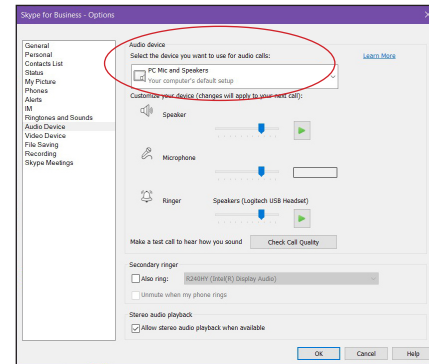 Skype for Business - Options
General
Personal
Contacts List
Status
My Picture
Phones
Alerts
IM
Ringtones and Sounds
Audio Device
Video Device
File Saving
Recording
Skype Meetings
Audio device
Select the device you want to use for audio calls:
Learn More
PC Mic and Speakers
Your computer's default setup
Customize your device (changes will apply to your next call):
Speaker
Microphone
Ringer
Speakers (Logitech USB Headset)
Make a test call to hear how you sound
Check Call Quality
Secondary ringer
Also ring:
R240HY (Intel(R) Display Audio)
Unmute when my phone rings
Stereo audio playback
Allow stereo audio playback when available
OK
Cancel
Help